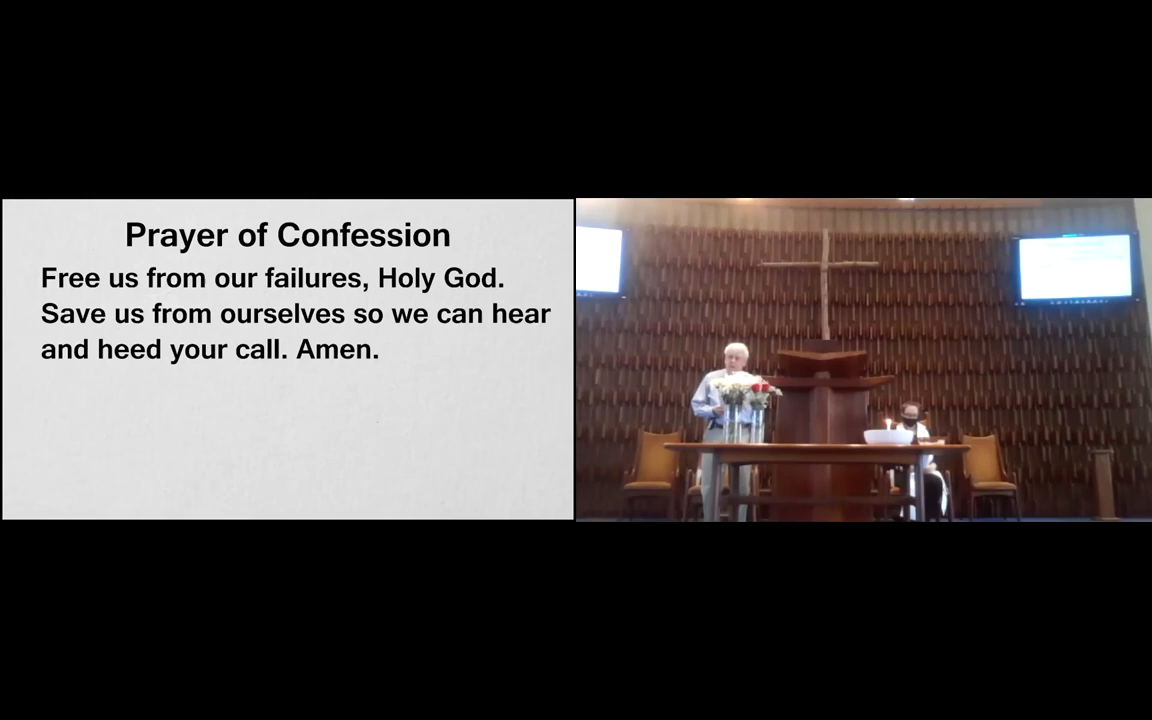 Prayer of Confession
Free us from our failures, Holy God.
Save us from ourselves so we can hear
and heed your call. Amen.